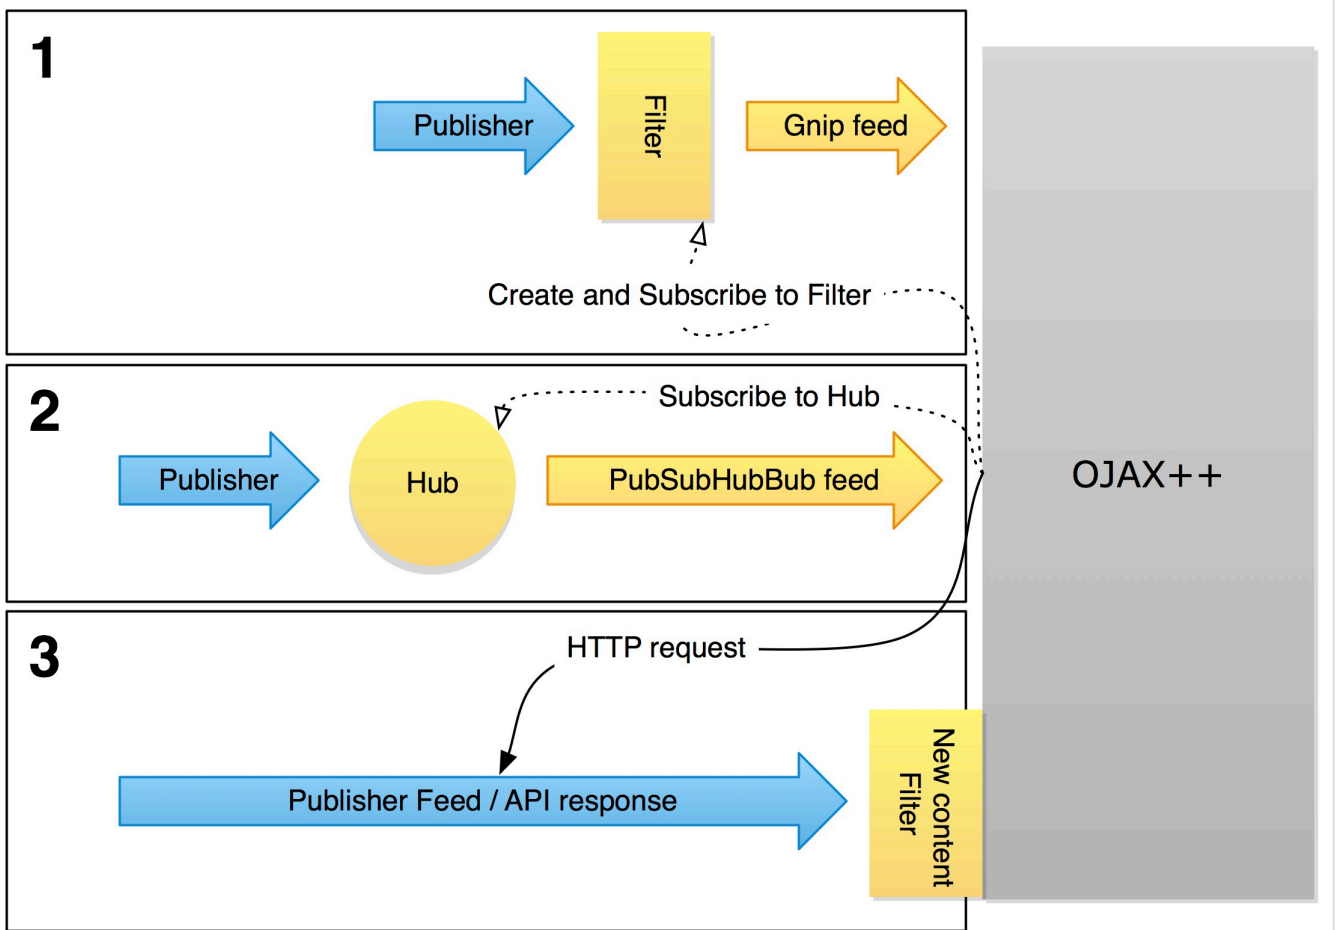 1
Publisher
Filter
Gnip feed
Create and Subscribe to Filter
2
Subscribe to Hub
Publisher
Hub
PubSubHubBub feed
OJAX++
3
HTTP request
Publisher Feed / API response
New content
Filter